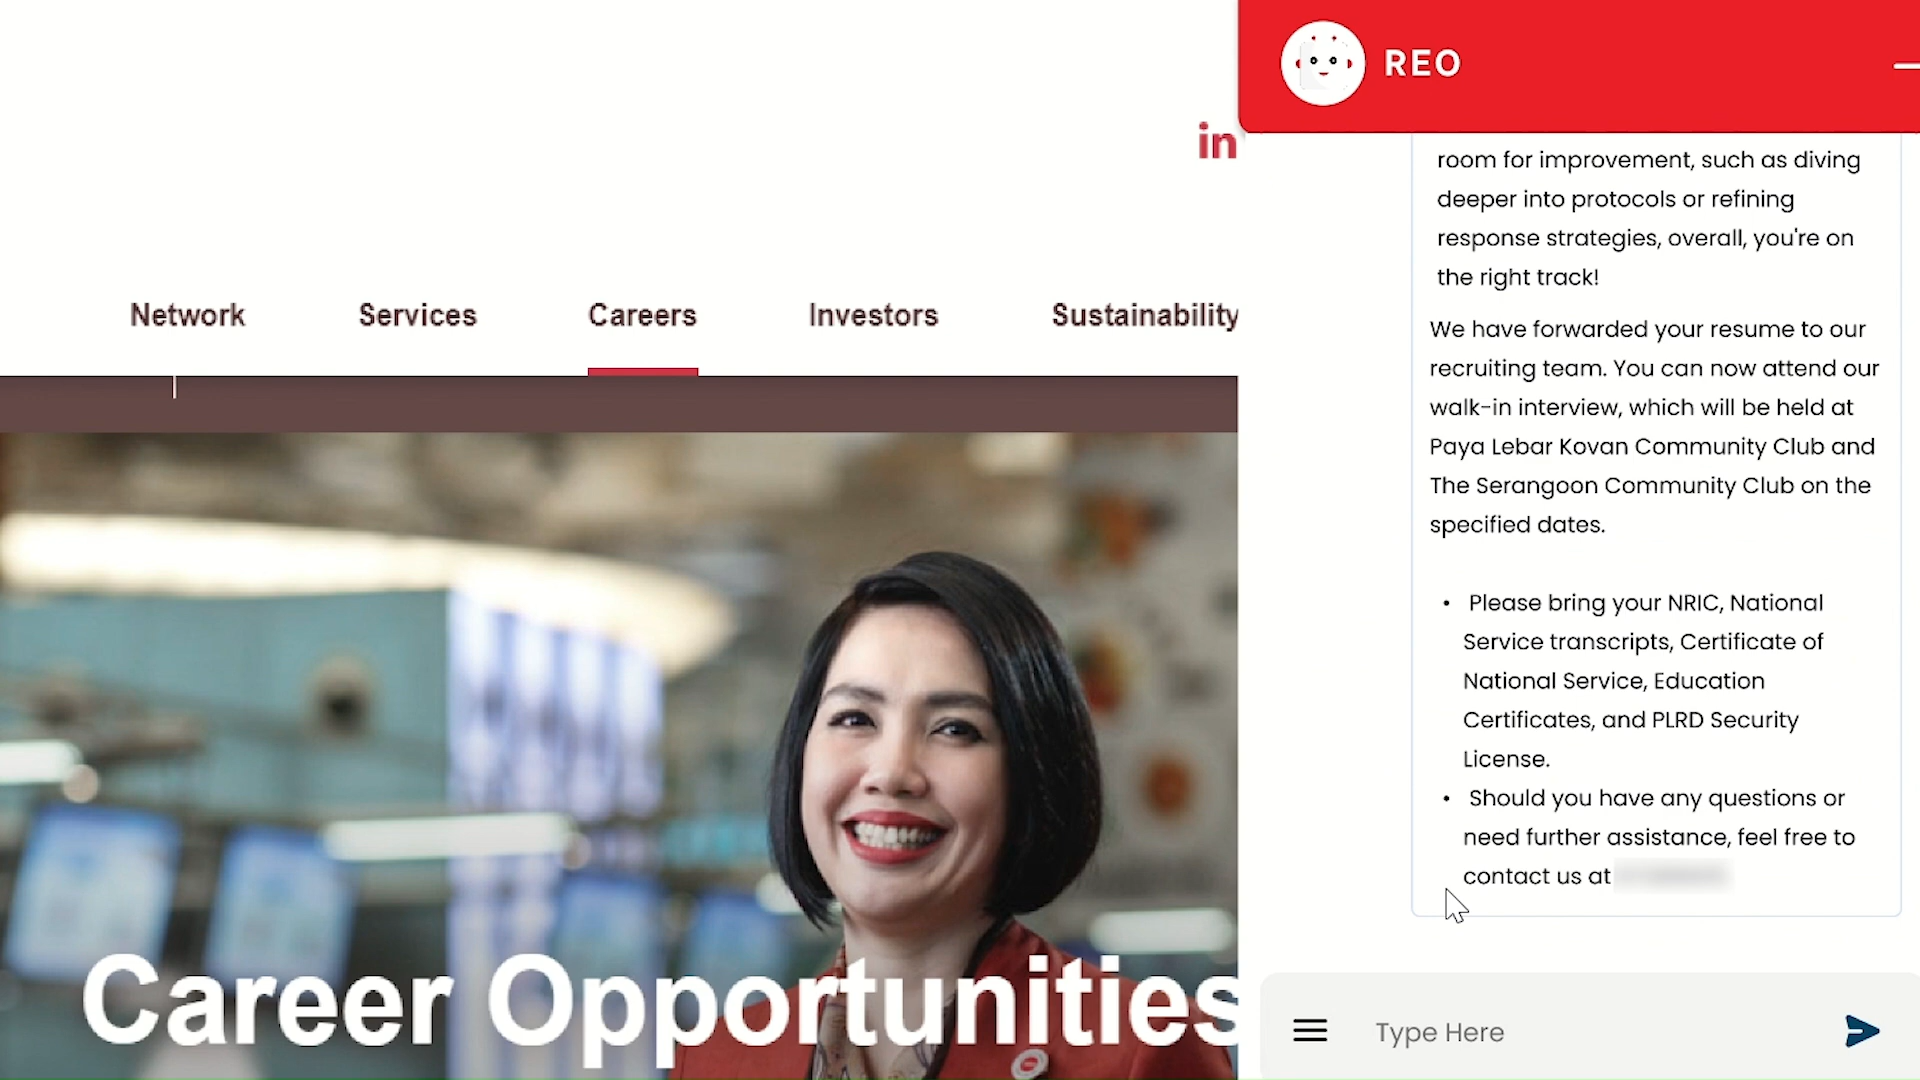 REO
in
Network Services Careers Investors Sustainability
room for improvement, such as diving
deeper into protocols or refining
response strategies, overall, you're on
the right track!
We have forwarded your resume to our
recruiting team. You can now attend our
walk-in interview, which will be held at
Paya Lebar Kovan Community Club and
The Serangoon Community Club on the
specified dates.
• Please bring your NRIC, National
Service transcripts, Certificate of
National Service, Education
Certificates, and PLRD Security
License.
• Should you have any questions or
need further assistance, feel free to
contact us at
Career Opportunities
Type Here